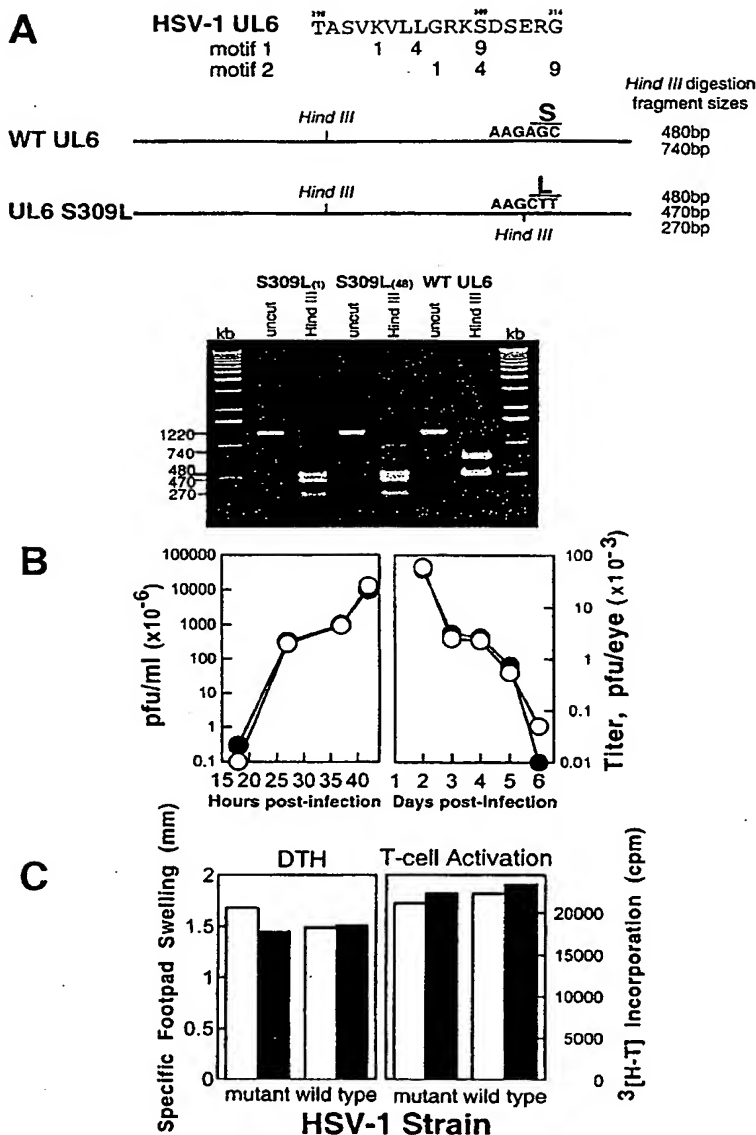 A
HSV-1 UL6 TASVKVLLGRKSDSERG
309 314
motif 1 1 4 9
motif 2 1 4 9
Hind III digestion
fragment sizes
Hind III
S
AAGAGC
WT UL6
480bp
740bp
Hind III
L
AAGCTT
UL6 S309L
Hind III
480bp
470bp
270bp
S309L(1) S309L(48) WT UL6
kb uncut Hind III uncut Hind III uncut Hind III kb
1220
740
480
470
270
B
pfu/ml (x10-6)
100000
10000
1000
100
10
1
0.1
15 20 25 30 35 40
Hours post-infection
1 2 3 4 5 6
Days post-Infection
100
10
1
0.1
0.01
Titer, pfu/eye (x10-3)
C
DTH
T-cell Activation
Specific Footpad Swelling (mm)
2
1.5
1
0.5
0
20000
15000
10000
5000
0
3[H-T] Incorporation (cpm)
mutant wild type
mutant wild type
HSV-1 Strain